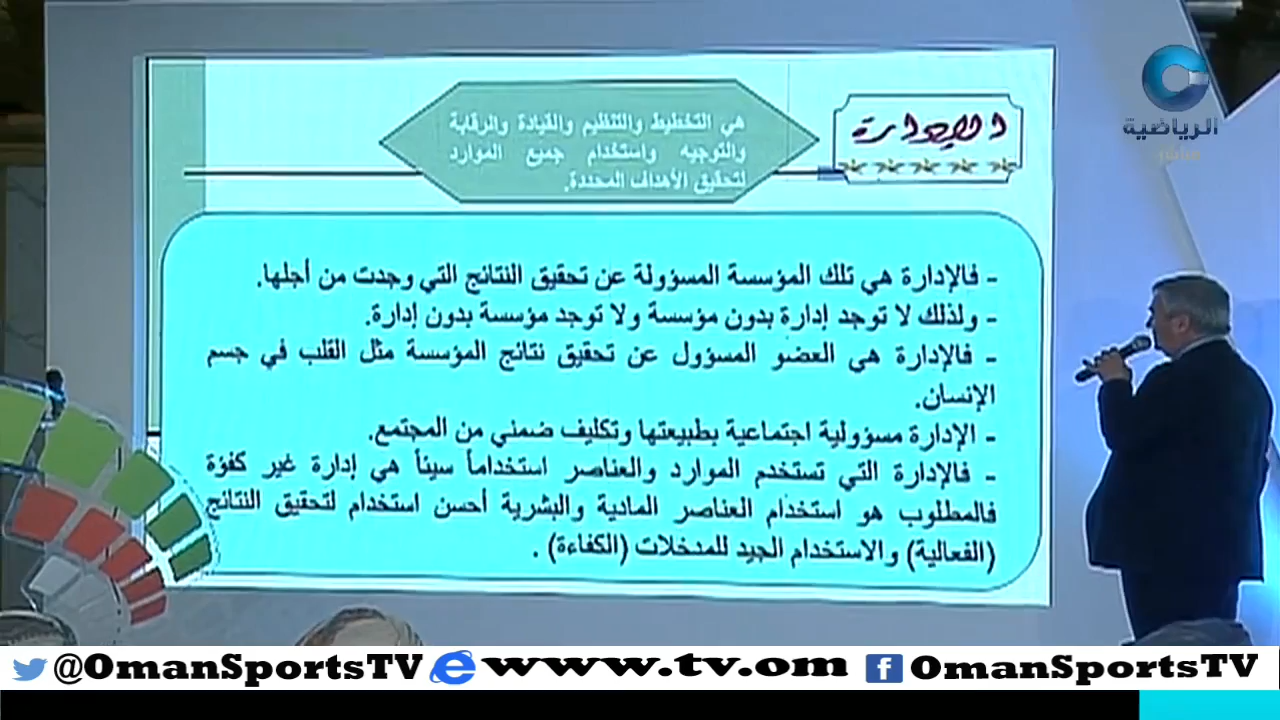 الإدارة
هي التخطيط والتنظيم والقيادة والرقابة
والتوجيه واستخدام جميع الموارد
لتحقيق الأهداف المحددة.
- فالإدارة هي تلك المؤسسة المسؤولة عن تحقيق النتائج التي وجدت من أجلها.
- ولذلك لا توجد إدارة بدون مؤسسة ولا توجد مؤسسة بدون إدارة.
- فالإدارة هي العضو المسؤول عن تحقيق نتائج المؤسسة مثل القلب في جسم
الإنسان.
- الإدارة مسؤولية اجتماعية بطبيعتها وتكليف ضمني من المجتمع.
- فالإدارة التي تستخدم الموارد والعناصر استخداماً سيئاً هي إدارة غير كفؤة
فالمطلوب هو استخدام العناصر المادية والبشرية أحسن استخدام لتحقيق النتائج
(الفعالية) والاستخدام الجيد للمدخلات (الكفاءة) .
الرياضية
مباشر
@OmanSportsTV www.tv.om OmanSportsTV